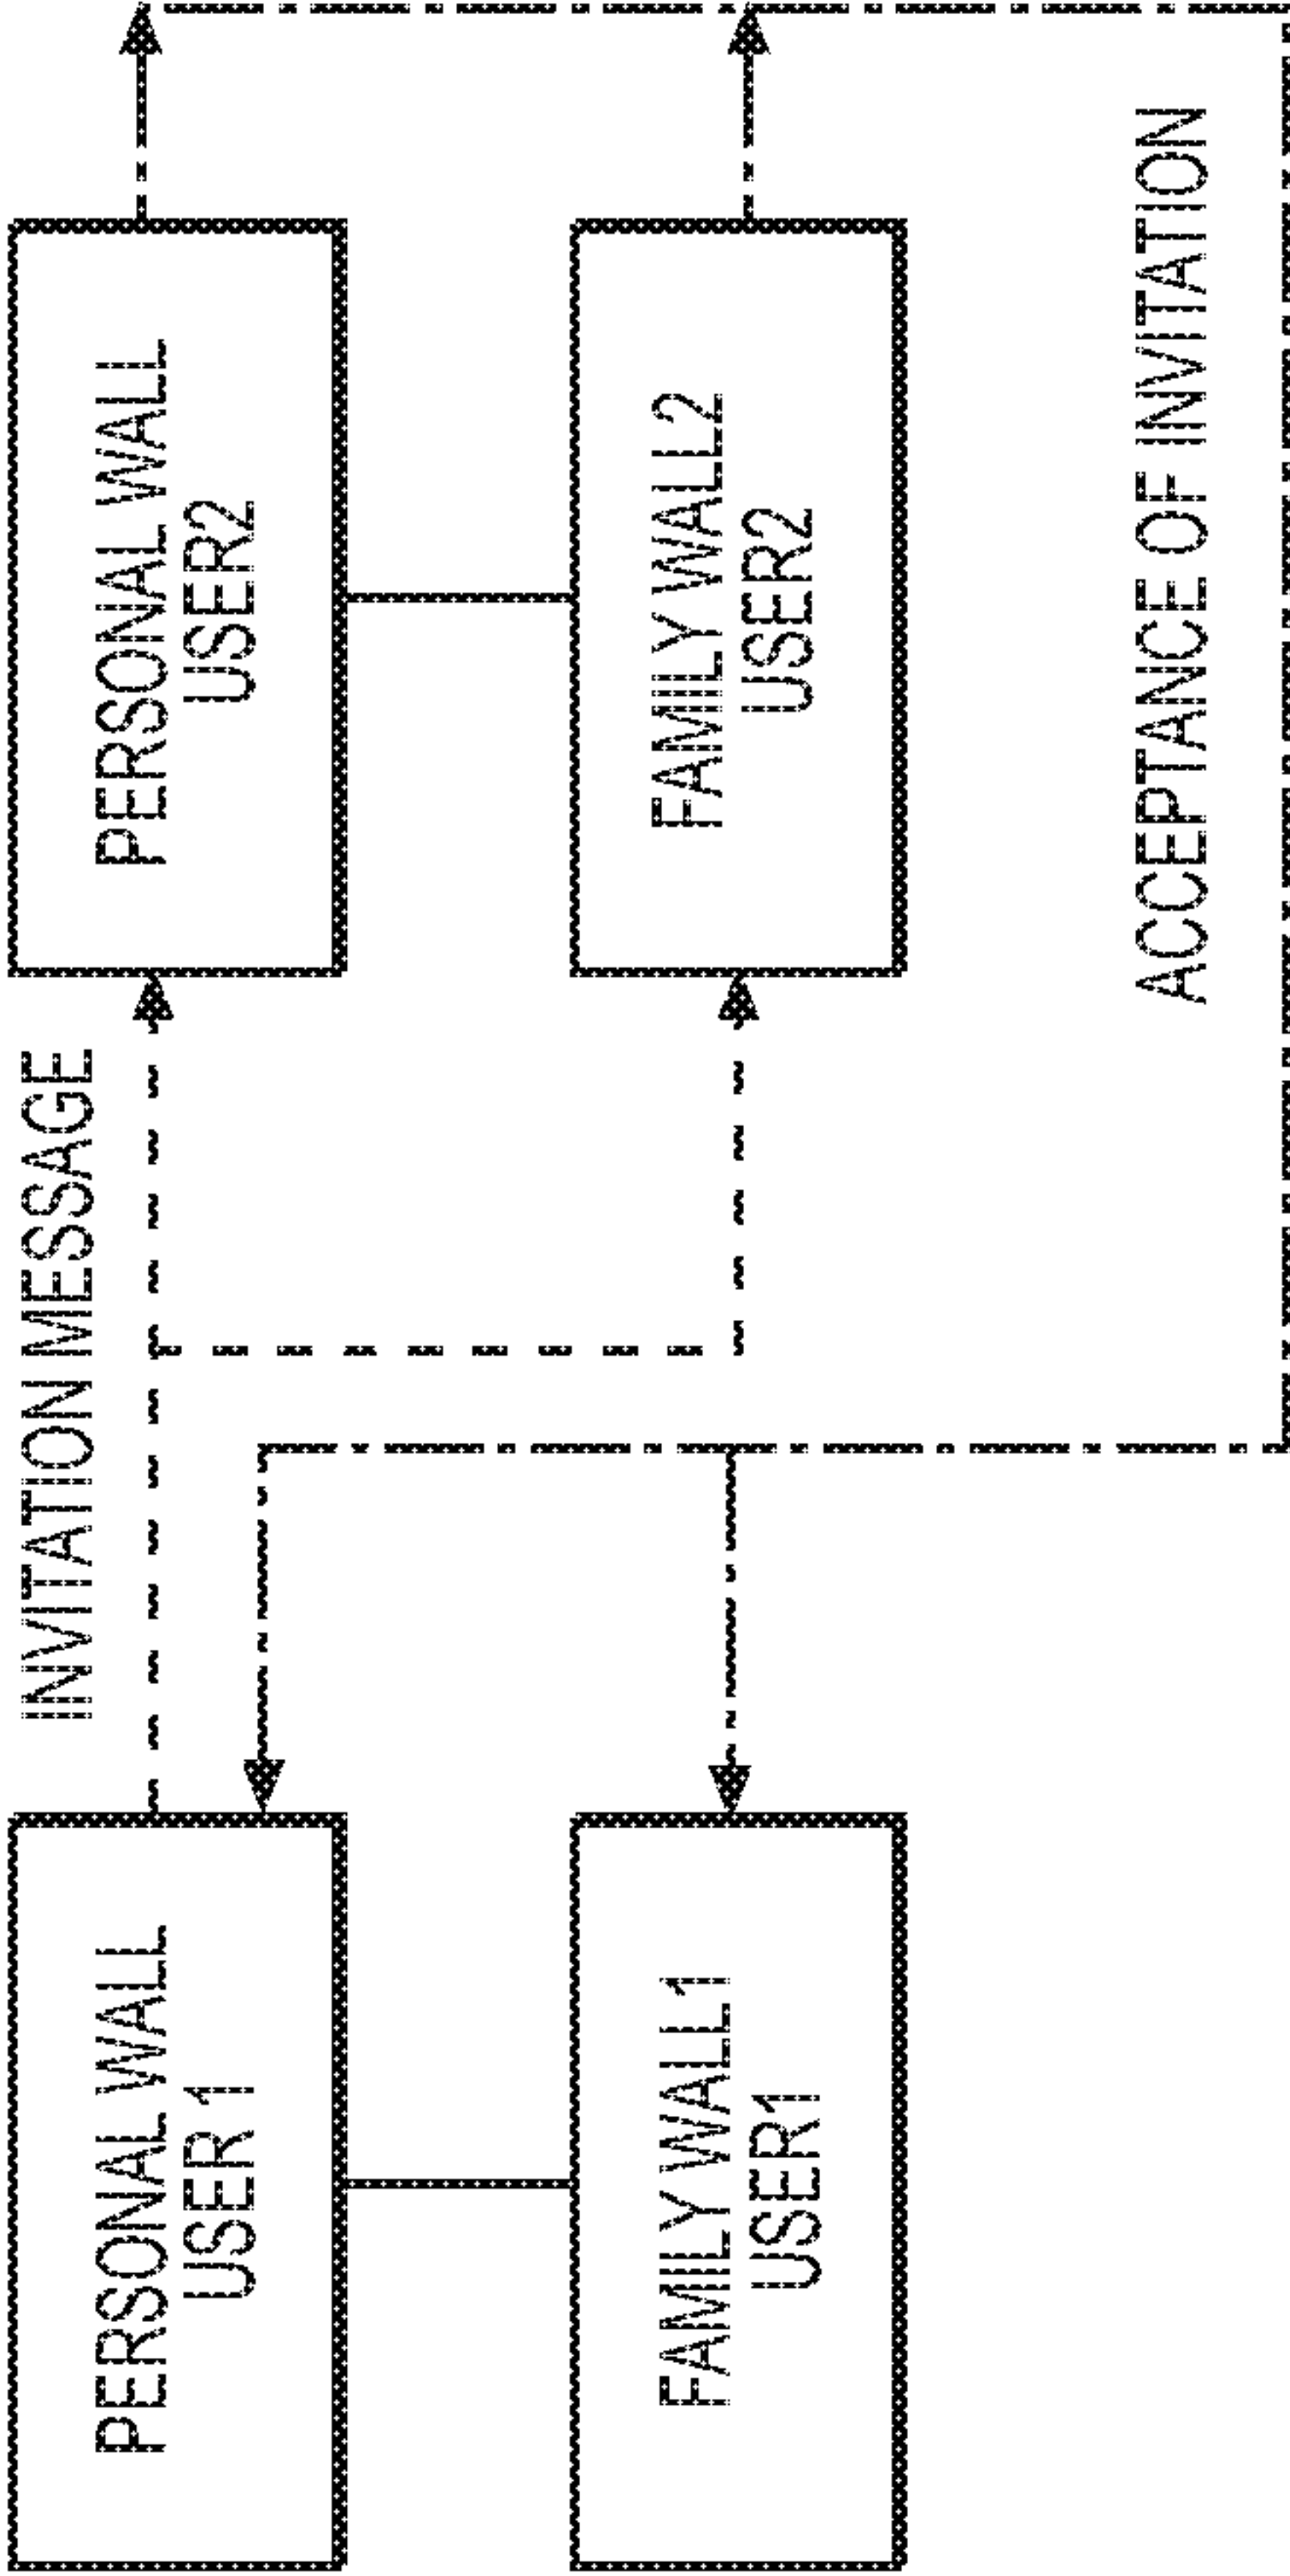 INVITATION MESSAGE
PERSONAL WALL
USER 1
PERSONAL WALL
USER2
FAMILY WALL1
USER1
FAMILY WALL2
USER2
ACCEPTANCE OF INVITATION